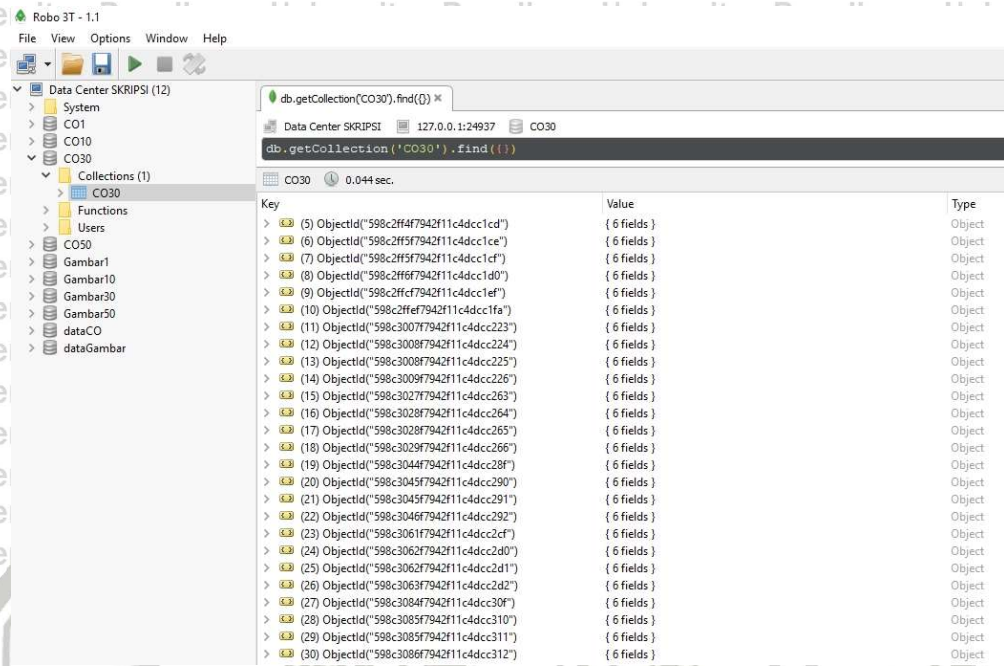 Robo 3T - 1.1
File View Options Window Help
Data Center SKRIPSI (12)
System
CO1
CO10
CO30
Collections (1)
CO30
Functions
Users
CO50
Gambar1
Gambar10
Gambar30
Gambar50
dataCO
dataGambar
db.getCollection('CO30').find({})
Data Center SKRIPSI 127.0.0.1:24937 CO30
db.getCollection('CO30').find({})
CO30 0.044 sec.
Key Value Type
(5) ObjectId("598c2ff4f7942f11c4dcc1cd") { 6 fields } Object
(6) ObjectId("598c2ff5f7942f11c4dcc1ce") { 6 fields } Object
(7) ObjectId("598c2ff5f7942f11c4dcc1cf") { 6 fields } Object
(8) ObjectId("598c2ff6f7942f11c4dcc1d0") { 6 fields } Object
(9) ObjectId("598c2ffcf7942f11c4dcc1ef") { 6 fields } Object
(10) ObjectId("598c2ffef7942f11c4dcc1fa") { 6 fields } Object
(11) ObjectId("598c3007f7942f11c4dcc223") { 6 fields } Object
(12) ObjectId("598c3008f7942f11c4dcc224") { 6 fields } Object
(13) ObjectId("598c3008f7942f11c4dcc225") { 6 fields } Object
(14) ObjectId("598c3009f7942f11c4dcc226") { 6 fields } Object
(15) ObjectId("598c3027f7942f11c4dcc263") { 6 fields } Object
(16) ObjectId("598c3028f7942f11c4dcc264") { 6 fields } Object
(17) ObjectId("598c3028f7942f11c4dcc265") { 6 fields } Object
(18) ObjectId("598c3029f7942f11c4dcc266") { 6 fields } Object
(19) ObjectId("598c3044f7942f11c4dcc28f") { 6 fields } Object
(20) ObjectId("598c3045f7942f11c4dcc290") { 6 fields } Object
(21) ObjectId("598c3045f7942f11c4dcc291") { 6 fields } Object
(22) ObjectId("598c3046f7942f11c4dcc292") { 6 fields } Object
(23) ObjectId("598c3061f7942f11c4dcc2cf") { 6 fields } Object
(24) ObjectId("598c3062f7942f11c4dcc2d0") { 6 fields } Object
(25) ObjectId("598c3062f7942f11c4dcc2d1") { 6 fields } Object
(26) ObjectId("598c3063f7942f11c4dcc2d2") { 6 fields } Object
(27) ObjectId("598c3084f7942f11c4dcc30f") { 6 fields } Object
(28) ObjectId("598c3085f7942f11c4dcc310") { 6 fields } Object
(29) ObjectId("598c3085f7942f11c4dcc311") { 6 fields } Object
(30) ObjectId("598c3086f7942f11c4dcc312") { 6 fields } Object